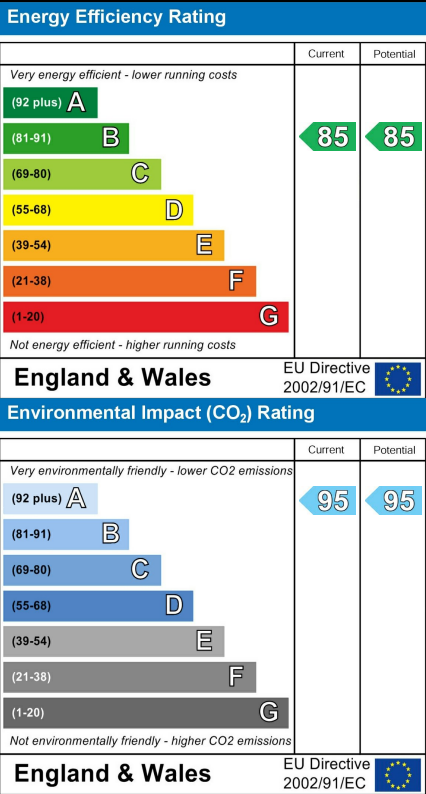 Energy Efficiency Rating
Current Potential
Very energy efficient - lower running costs
(92 plus) A
(81-91) B 85 85
(69-80) C
(55-68) D
(39-54) E
(21-38) F
(1-20) G
Not energy efficient - higher running costs
England & Wales
EU Directive
2002/91/EC
Environmental Impact (CO₂) Rating
Current Potential
Very environmentally friendly - lower CO2 emissions
(92 plus) A 95 95
(81-91) B
(69-80) C
(55-68) D
(39-54) E
(21-38) F
(1-20) G
Not environmentally friendly - higher CO2 emissions
England & Wales
EU Directive
2002/91/EC